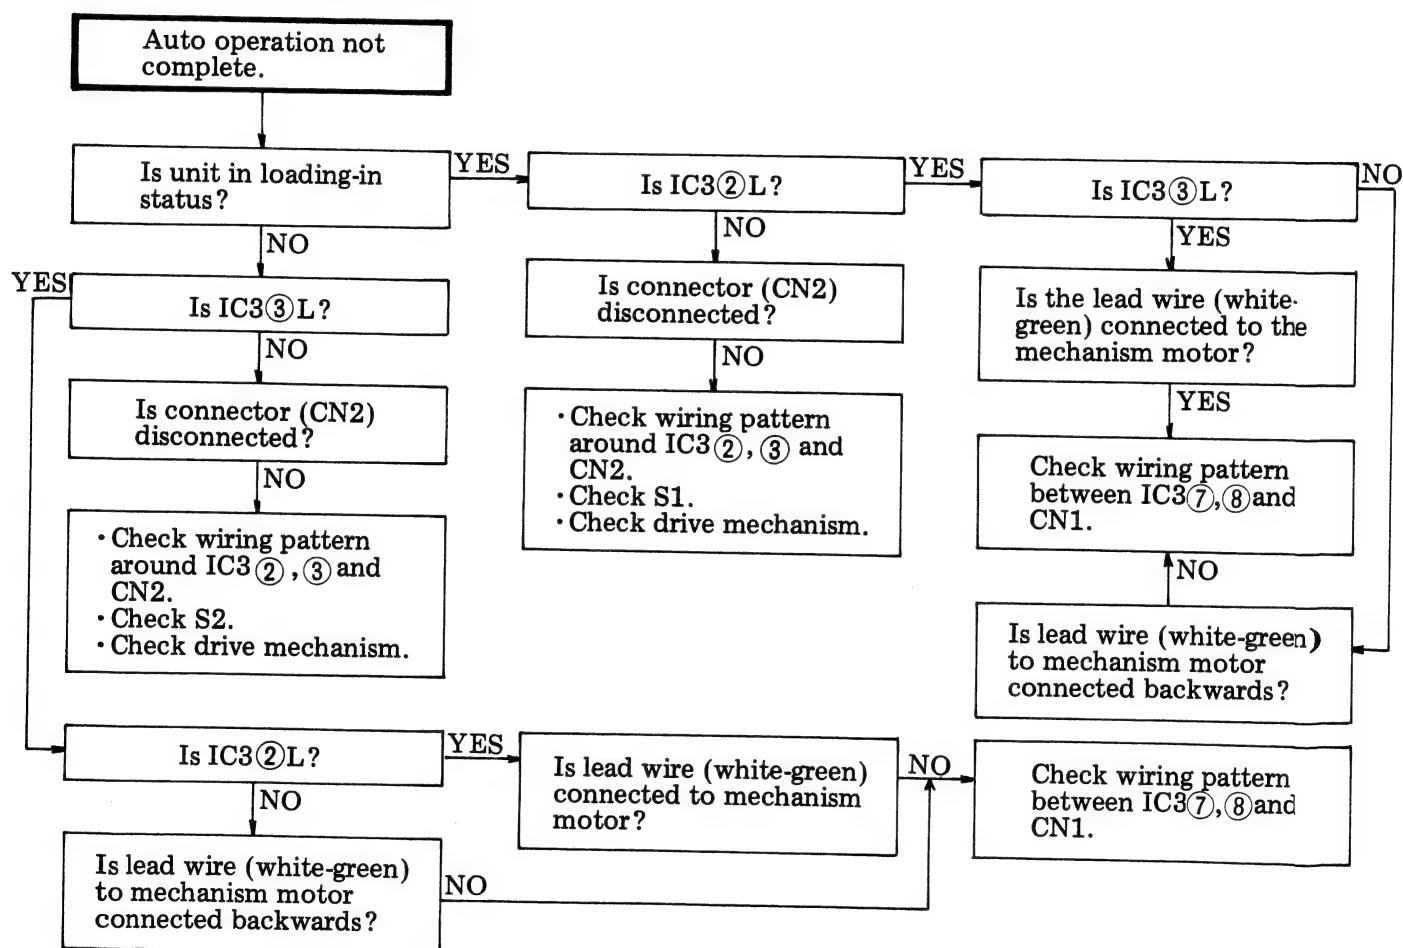 Auto operation not
complete.
Is unit in loading-in
status?
YES
Is IC3②L?
YES
Is IC3③L?
NO
NO
NO
YES
YES
Is IC3③L?
Is connector (CN2)
disconnected?
Is the lead wire (white-
green) connected to the
mechanism motor?
NO
NO
YES
Is connector (CN2)
disconnected?
· Check wiring pattern
around IC3②, ③ and
CN2.
· Check S1.
· Check drive mechanism.
Check wiring pattern
between IC3⑦,⑧and
CN1.
NO
NO
· Check wiring pattern
around IC3②, ③ and
CN2.
· Check S2.
· Check drive mechanism.
Is lead wire (white-green)
to mechanism motor
connected backwards?
Is IC3②L?
YES
Is lead wire (white-green)
connected to mechanism
motor?
NO
Check wiring pattern
between IC3⑦,⑧and
CN1.
NO
Is lead wire (white-green)
to mechanism motor
connected backwards?
NO